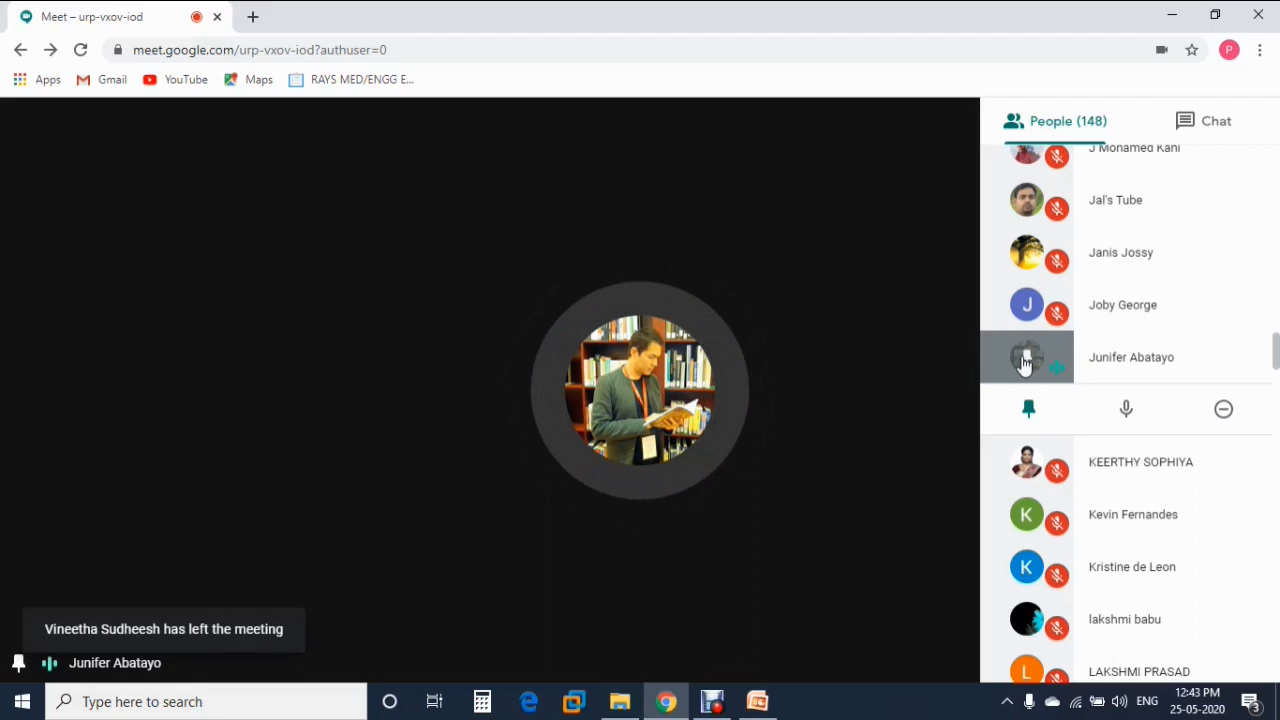 Meet – urp-vxov-iod
meet.google.com/urp-vxov-iod?authuser=0
P
Apps
Gmail
YouTube
Maps
RAYS MED/ENGG E...
People (148)
Chat
J Mohamed Kani
Jal's Tube
Janis Jossy
J
Joby George
Junifer Abatayo
KEERTHY SOPHIYA
K
Kevin Fernandes
K
Kristine de Leon
lakshmi babu
L
LAKSHMI PRASAD
Vineetha Sudheesh has left the meeting
Junifer Abatayo
Type here to search
ENG
12:43 PM
25-05-2020
3